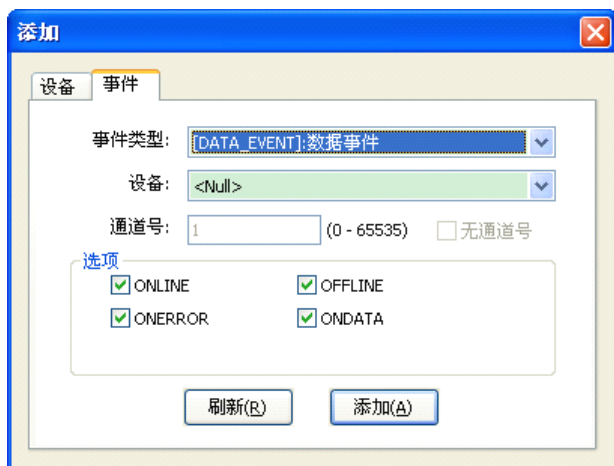 添加
设备 事件
事件类型: [DATA_EVENT]:数据事件
设备: <Null>
通道号: 1 (0 - 65535) 无通道号
选项
ONLINE OFFLINE
ONERROR ONDATA
刷新(R) 添加(A)